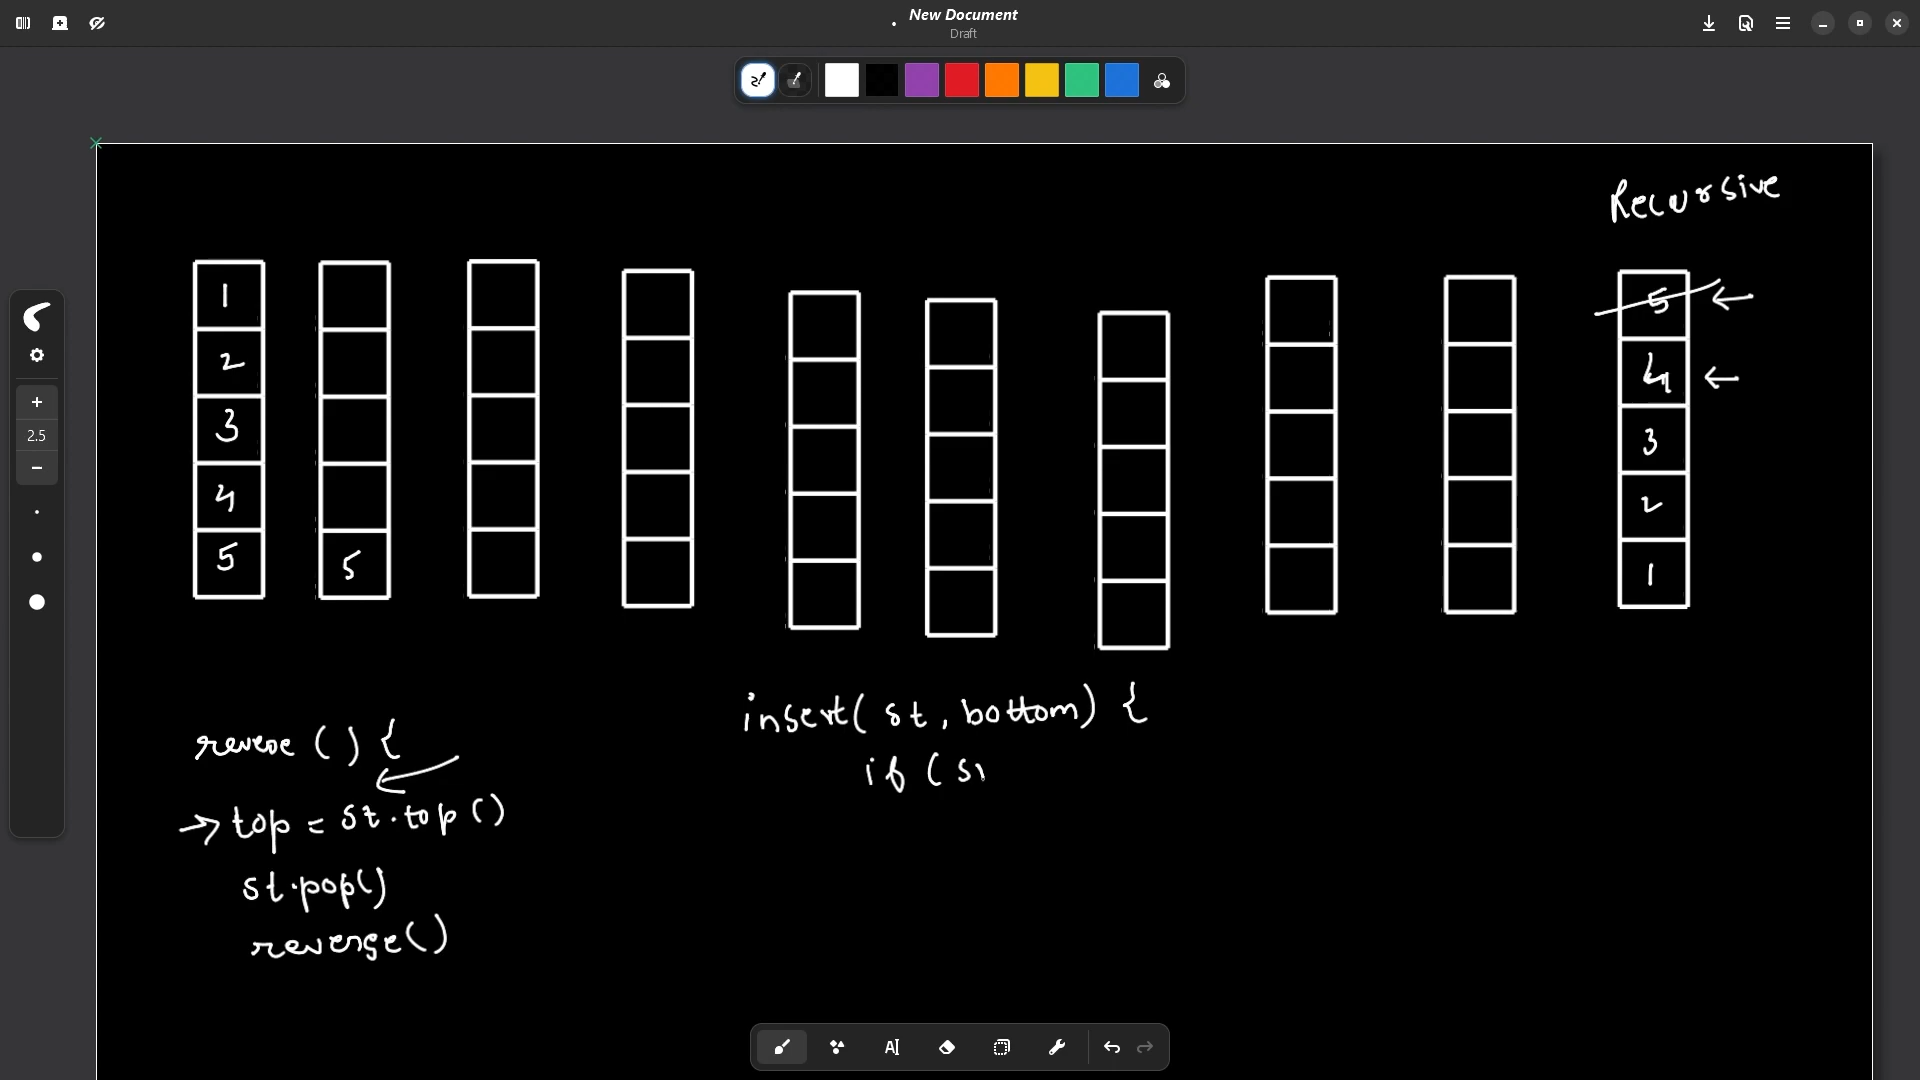 New Document
Draft
Recursive
1
2
3
4
5
5
5
4
3
2
1
2.5
insert( st, bottom) {
if ( s
reverse () {
top = st.top()
st.pop()
reverse()